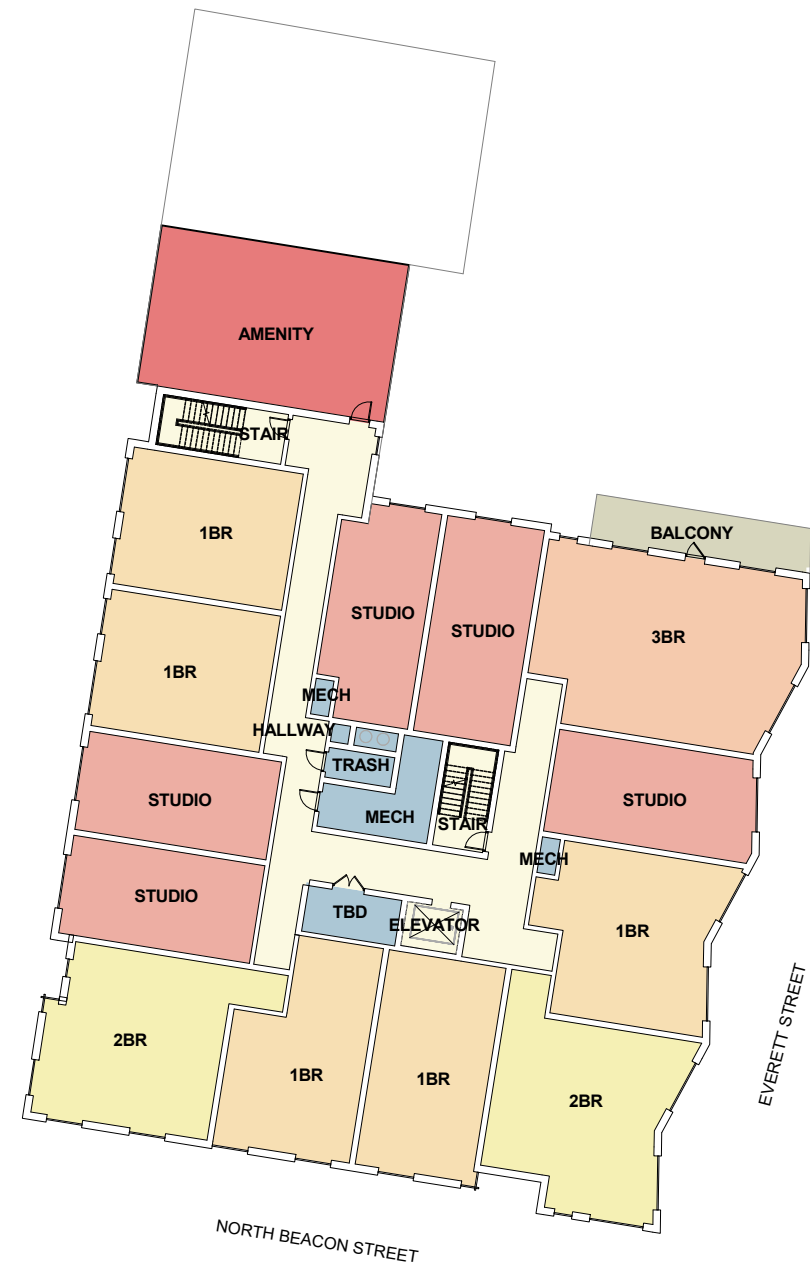 AMENITY
STAIR
1BR
BALCONY
STUDIO
STUDIO
3BR
1BR
MECH
HALLWAY
TRASH
STUDIO
STUDIO
MECH
STAIR
MECH
STUDIO
TBD
ELEVATOR
1BR
2BR
1BR
1BR
2BR
EVERETT STREET
NORTH BEACON STREET